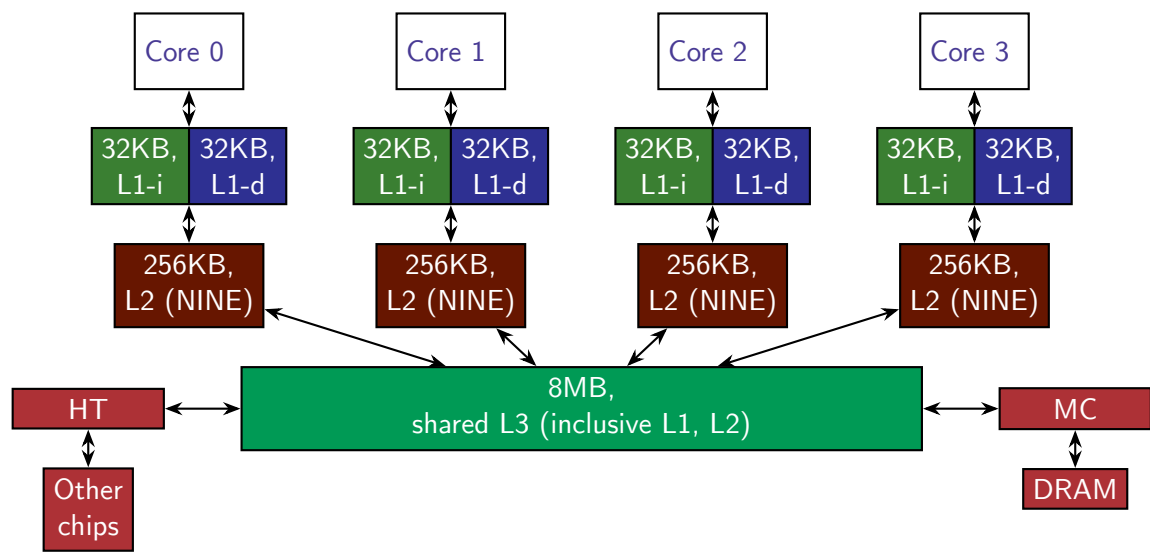 Core 0
Core 1
Core 2
Core 3
32KB,
L1-i
32KB,
L1-d
32KB,
L1-i
32KB,
L1-d
32KB,
L1-i
32KB,
L1-d
32KB,
L1-i
32KB,
L1-d
256KB,
L2 (NINE)
256KB,
L2 (NINE)
256KB,
L2 (NINE)
256KB,
L2 (NINE)
8MB,
shared L3 (inclusive L1, L2)
HT
MC
Other
chips
DRAM